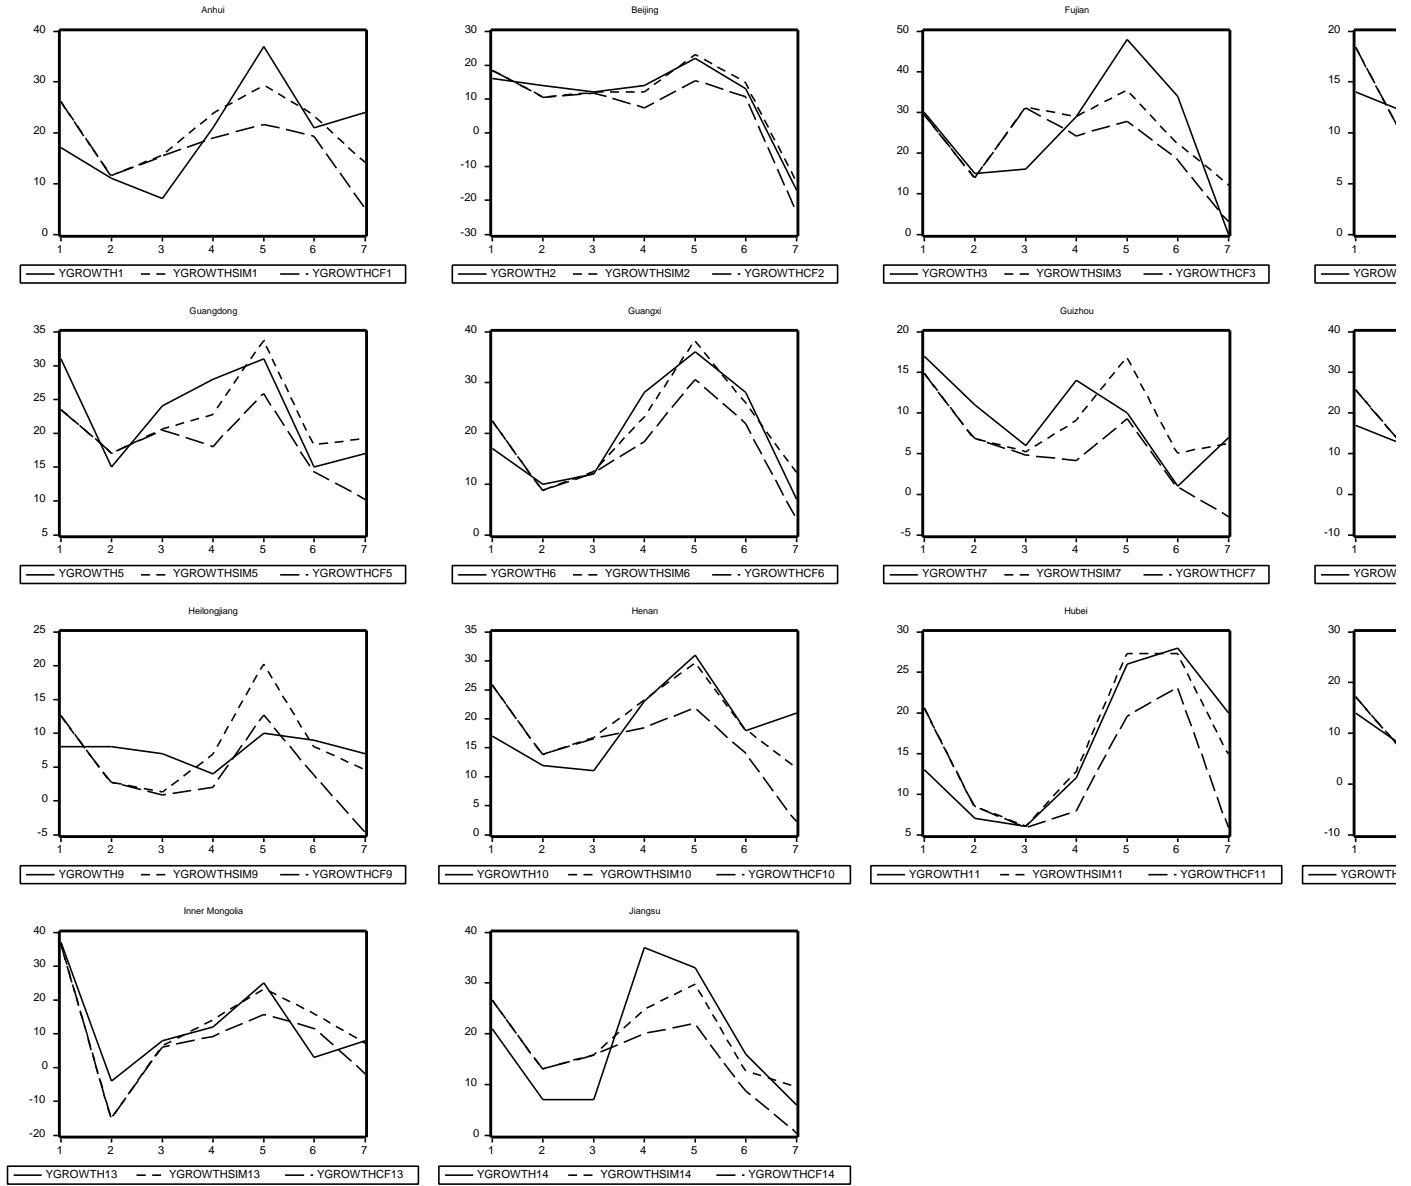 Anhui
40
30
20
10
0
1 2 3 4 5 6 7
YGROWTH1 YGROWTHSIM1 YGROWTHCF1
Beijing
30
20
10
0
-10
-20
-30
1 2 3 4 5 6 7
YGROWTH2 YGROWTHSIM2 YGROWTHCF2
Fujian
50
40
30
20
10
0
1 2 3 4 5 6 7
YGROWTH3 YGROWTHSIM3 YGROWTHCF3
20
15
10
5
0
1
YGROW
Guangdong
35
30
25
20
15
10
5
1 2 3 4 5 6 7
YGROWTH5 YGROWTHSIM5 YGROWTHCF5
Guangxi
40
30
20
10
0
1 2 3 4 5 6 7
YGROWTH6 YGROWTHSIM6 YGROWTHCF6
Guizhou
20
15
10
5
0
-5
1 2 3 4 5 6 7
YGROWTH7 YGROWTHSIM7 YGROWTHCF7
40
30
20
10
0
-10
1
YGROW
Heilongjiang
25
20
15
10
5
0
-5
1 2 3 4 5 6 7
YGROWTH9 YGROWTHSIM9 YGROWTHCF9
Henan
35
30
25
20
15
10
5
0
1 2 3 4 5 6 7
YGROWTH10 YGROWTHSIM10 YGROWTHCF10
Hubei
30
25
20
15
10
5
1 2 3 4 5 6 7
YGROWTH11 YGROWTHSIM11 YGROWTHCF11
30
20
10
0
-10
1
YGROWTH
Inner Mongolia
40
30
20
10
0
-10
-20
1 2 3 4 5 6 7
YGROWTH13 YGROWTHSIM13 YGROWTHCF13
Jiangsu
40
30
20
10
0
1 2 3 4 5 6 7
YGROWTH14 YGROWTHSIM14 YGROWTHCF14